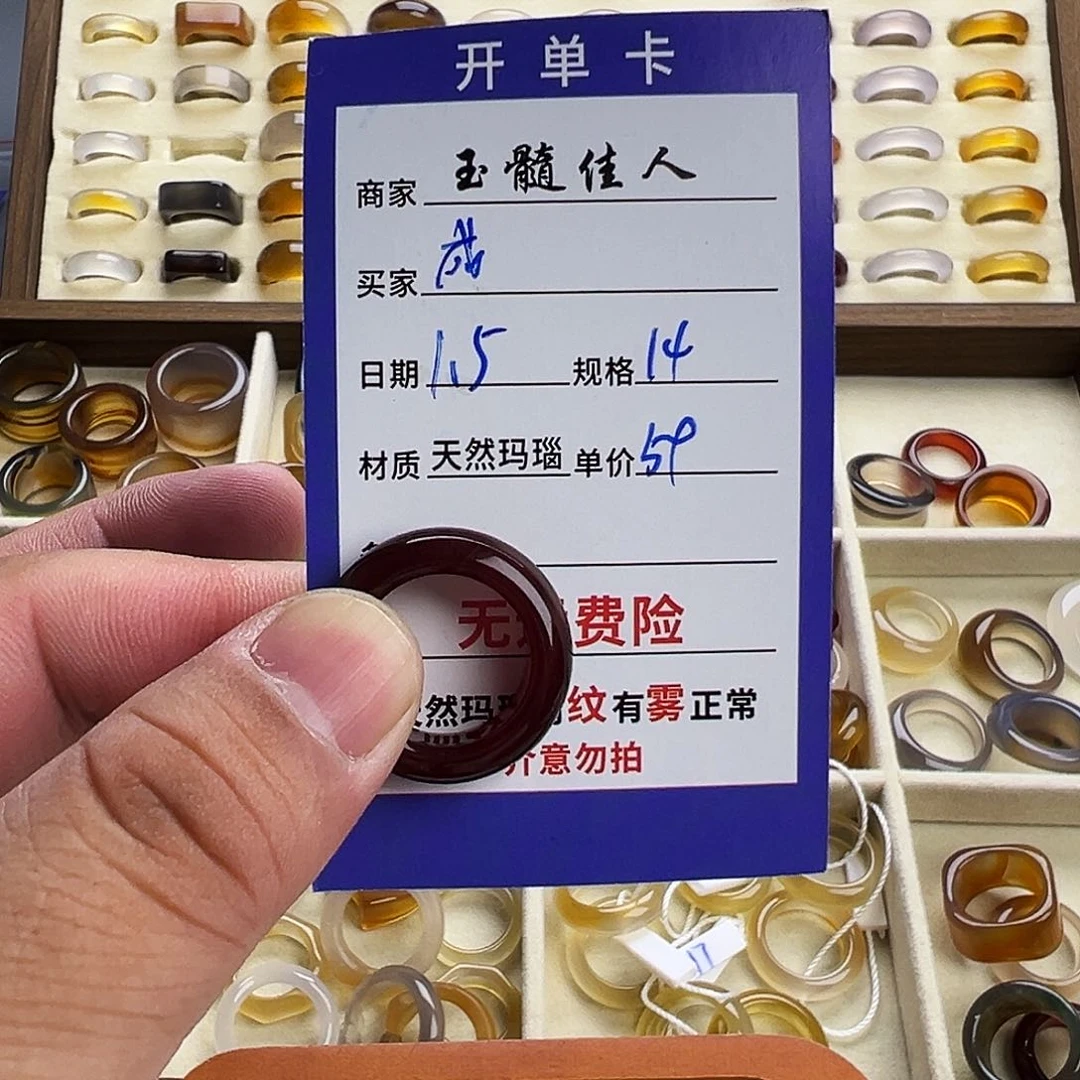 开单卡
商家 玉髓佳人
买家
日期 1.5 规格 14
材质 天然玛瑙 单价 59
无 费险
然玛 纹有雾正常
介意勿拍
17